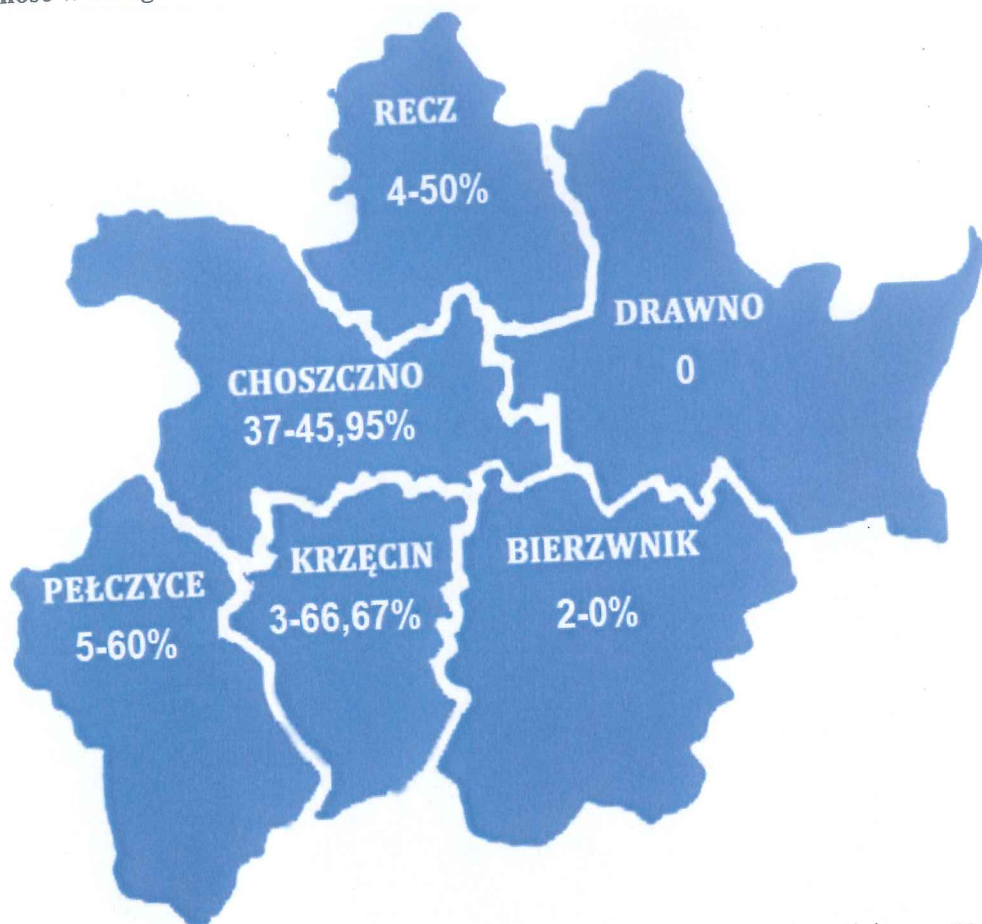 RECZ
4-50%
DRAWNO
0
CHOSZCZNO
37-45,95%
KRZĘCIN
3-66,67%
BIERZWNIK
2-0%
PEŁCZYCE
5-60%